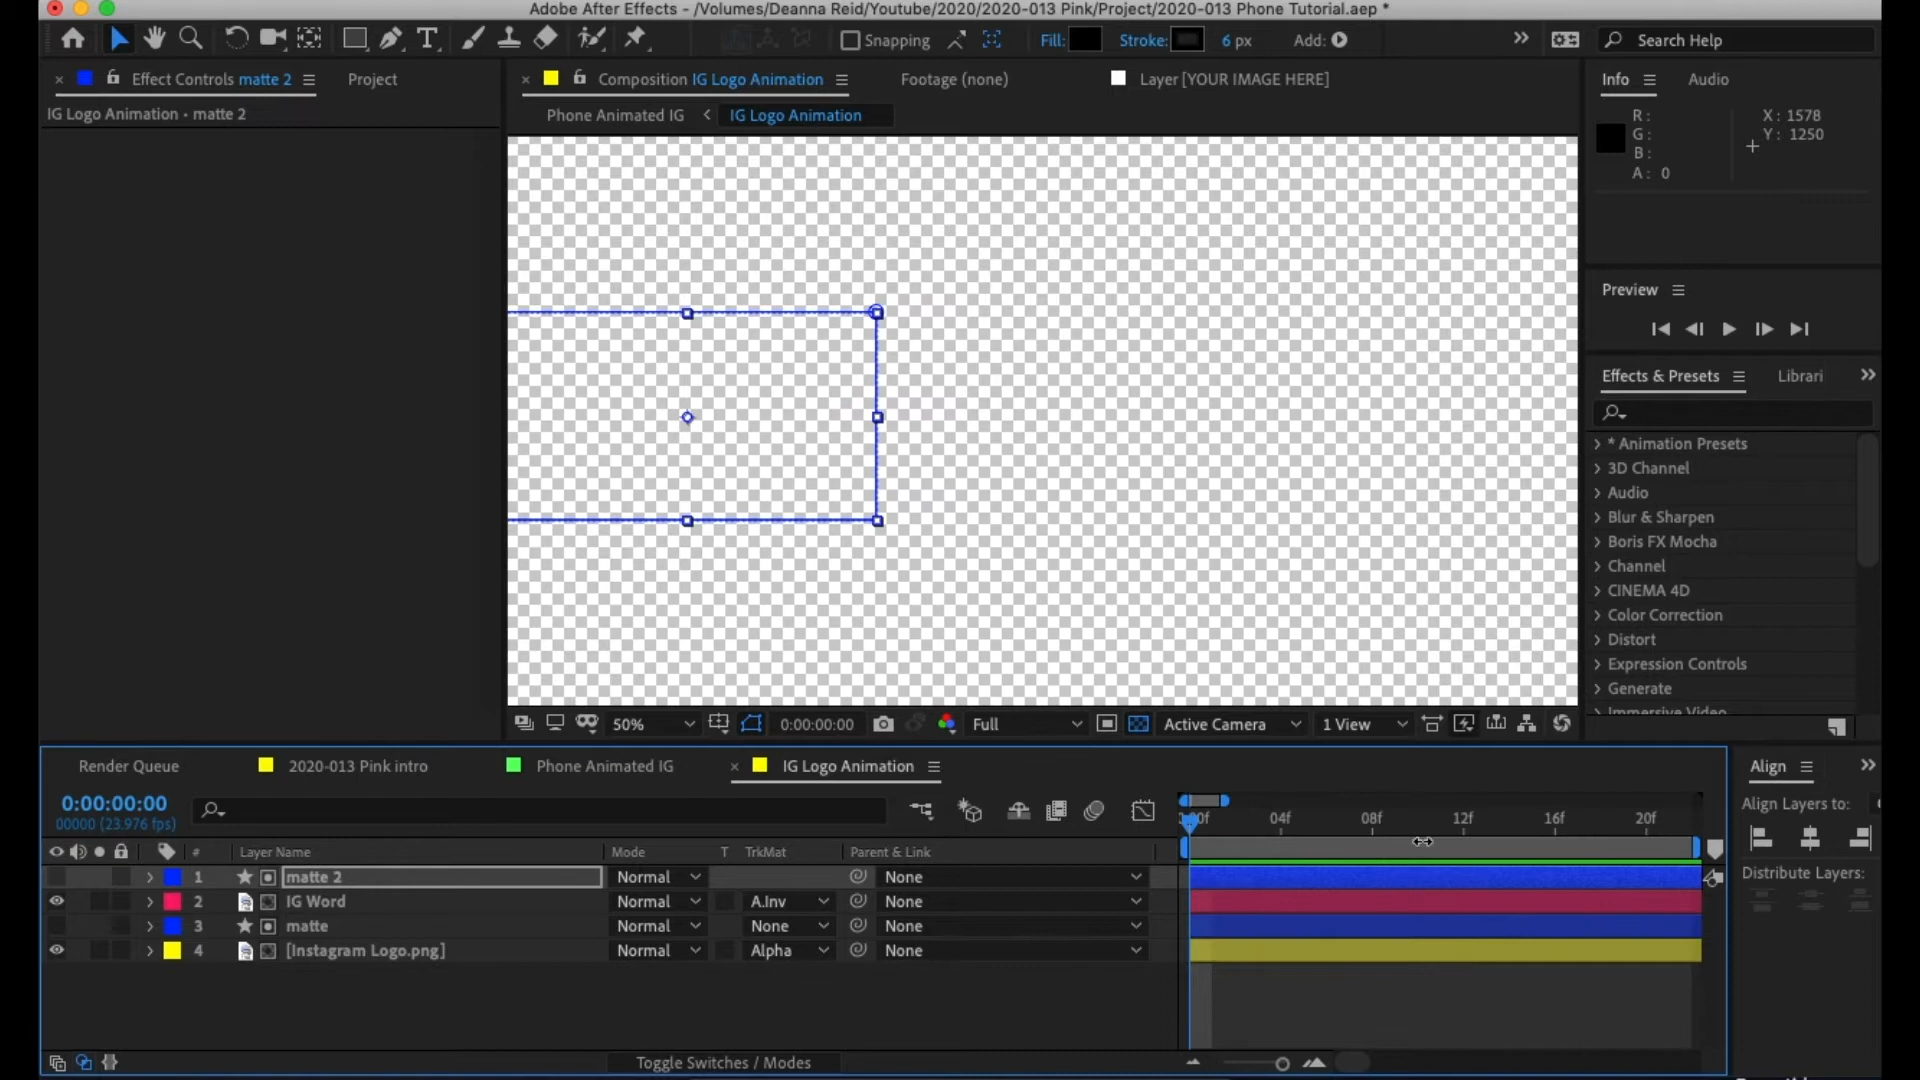 Adobe After Effects - /Volumes/Deanna Reid/Youtube/2020/2020-013 Pink/Project/2020-013 Phone Tutorial.aep *
Snapping
Fill:
Stroke:
6 px
Add:
Search Help
Effect Controls matte 2
Project
Composition IG Logo Animation
Footage (none)
Layer [YOUR IMAGE HERE]
Info
Audio
IG Logo Animation • matte 2
Phone Animated IG
IG Logo Animation
R :
G :
B :
A : 0
X : 1578
Y : 1250
Preview
Effects & Presets
Librari
* Animation Presets
3D Channel
Audio
Blur & Sharpen
Boris FX Mocha
Channel
CINEMA 4D
Color Correction
Distort
Expression Controls
Generate
Immersive Video
50%
0:00:00:00
Full
Active Camera
1 View
Render Queue
2020-013 Pink intro
Phone Animated IG
IG Logo Animation
Align
0:00:00:00
00000 (23.976 fps)
04f
08f
12f
16f
20f
Align Layers to:
# Layer Name
Mode
T TrkMat
Parent & Link
1 matte 2 Normal None
2 IG Word Normal A.Inv None
3 matte Normal None None
4 [Instagram Logo.png] Normal Alpha None
Distribute Layers:
Toggle Switches / Modes